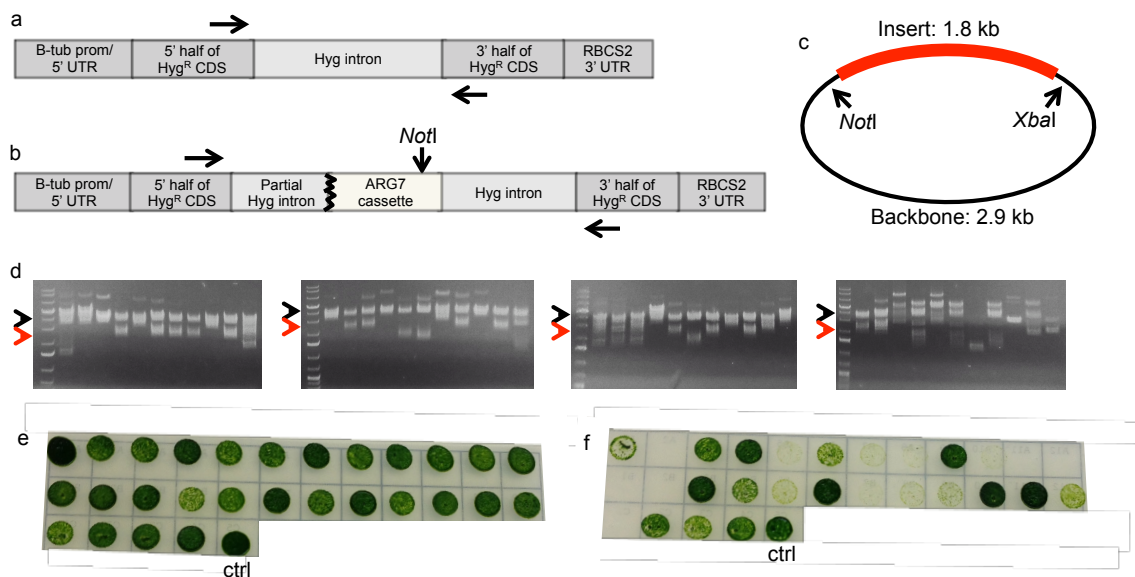 a
B-tub prom/
5' UTR
5' half of
HygR CDS
Hyg intron
3' half of
HygR CDS
RBCS2
3' UTR
b
NotI
B-tub prom/
5' UTR
5' half of
HygR CDS
Partial
Hyg intron
ARG7
cassette
Hyg intron
3' half of
HygR CDS
RBCS2
3' UTR
c
Insert: 1.8 kb
NotI
XbaI
Backbone: 2.9 kb
d
e
ctrl
f
ctrl